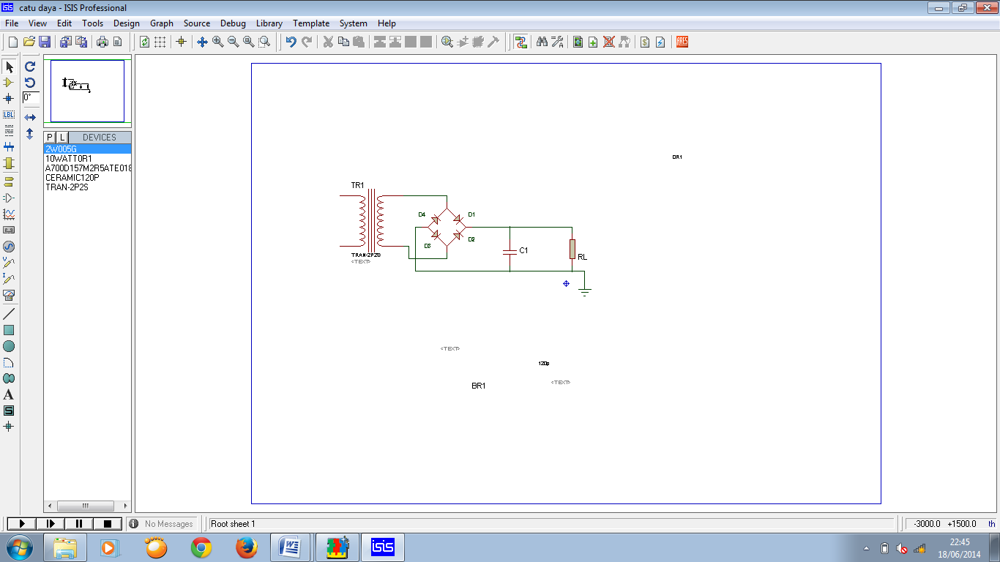 catu daya - ISIS Professional
File View Edit Tools Design Graph Source Debug Library Template System Help
LBL
0°
P L DEVICES
2W005G
10WATT0R1
A700D157M2R5ATE018
CERAMIC120P
TRAN-2P2S
TR1
TRAN-2P2S
<TEXT>
D4
D1
D3
D2
C1
RL
<TEXT>
120p
<TEXT>
BR1
A
S
No Messages
Root sheet 1
-3000.0 +1500.0 th
isis
22:45
18/06/2014